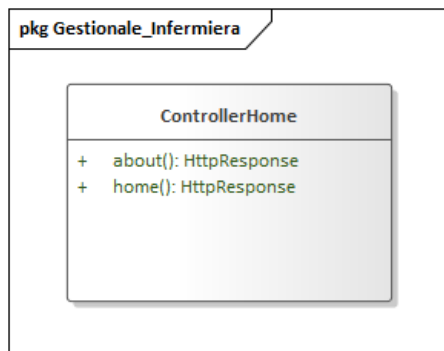 pkg Gestionale_Infermiera
ControllerHome
+ about(): HttpResponse
+ home(): HttpResponse